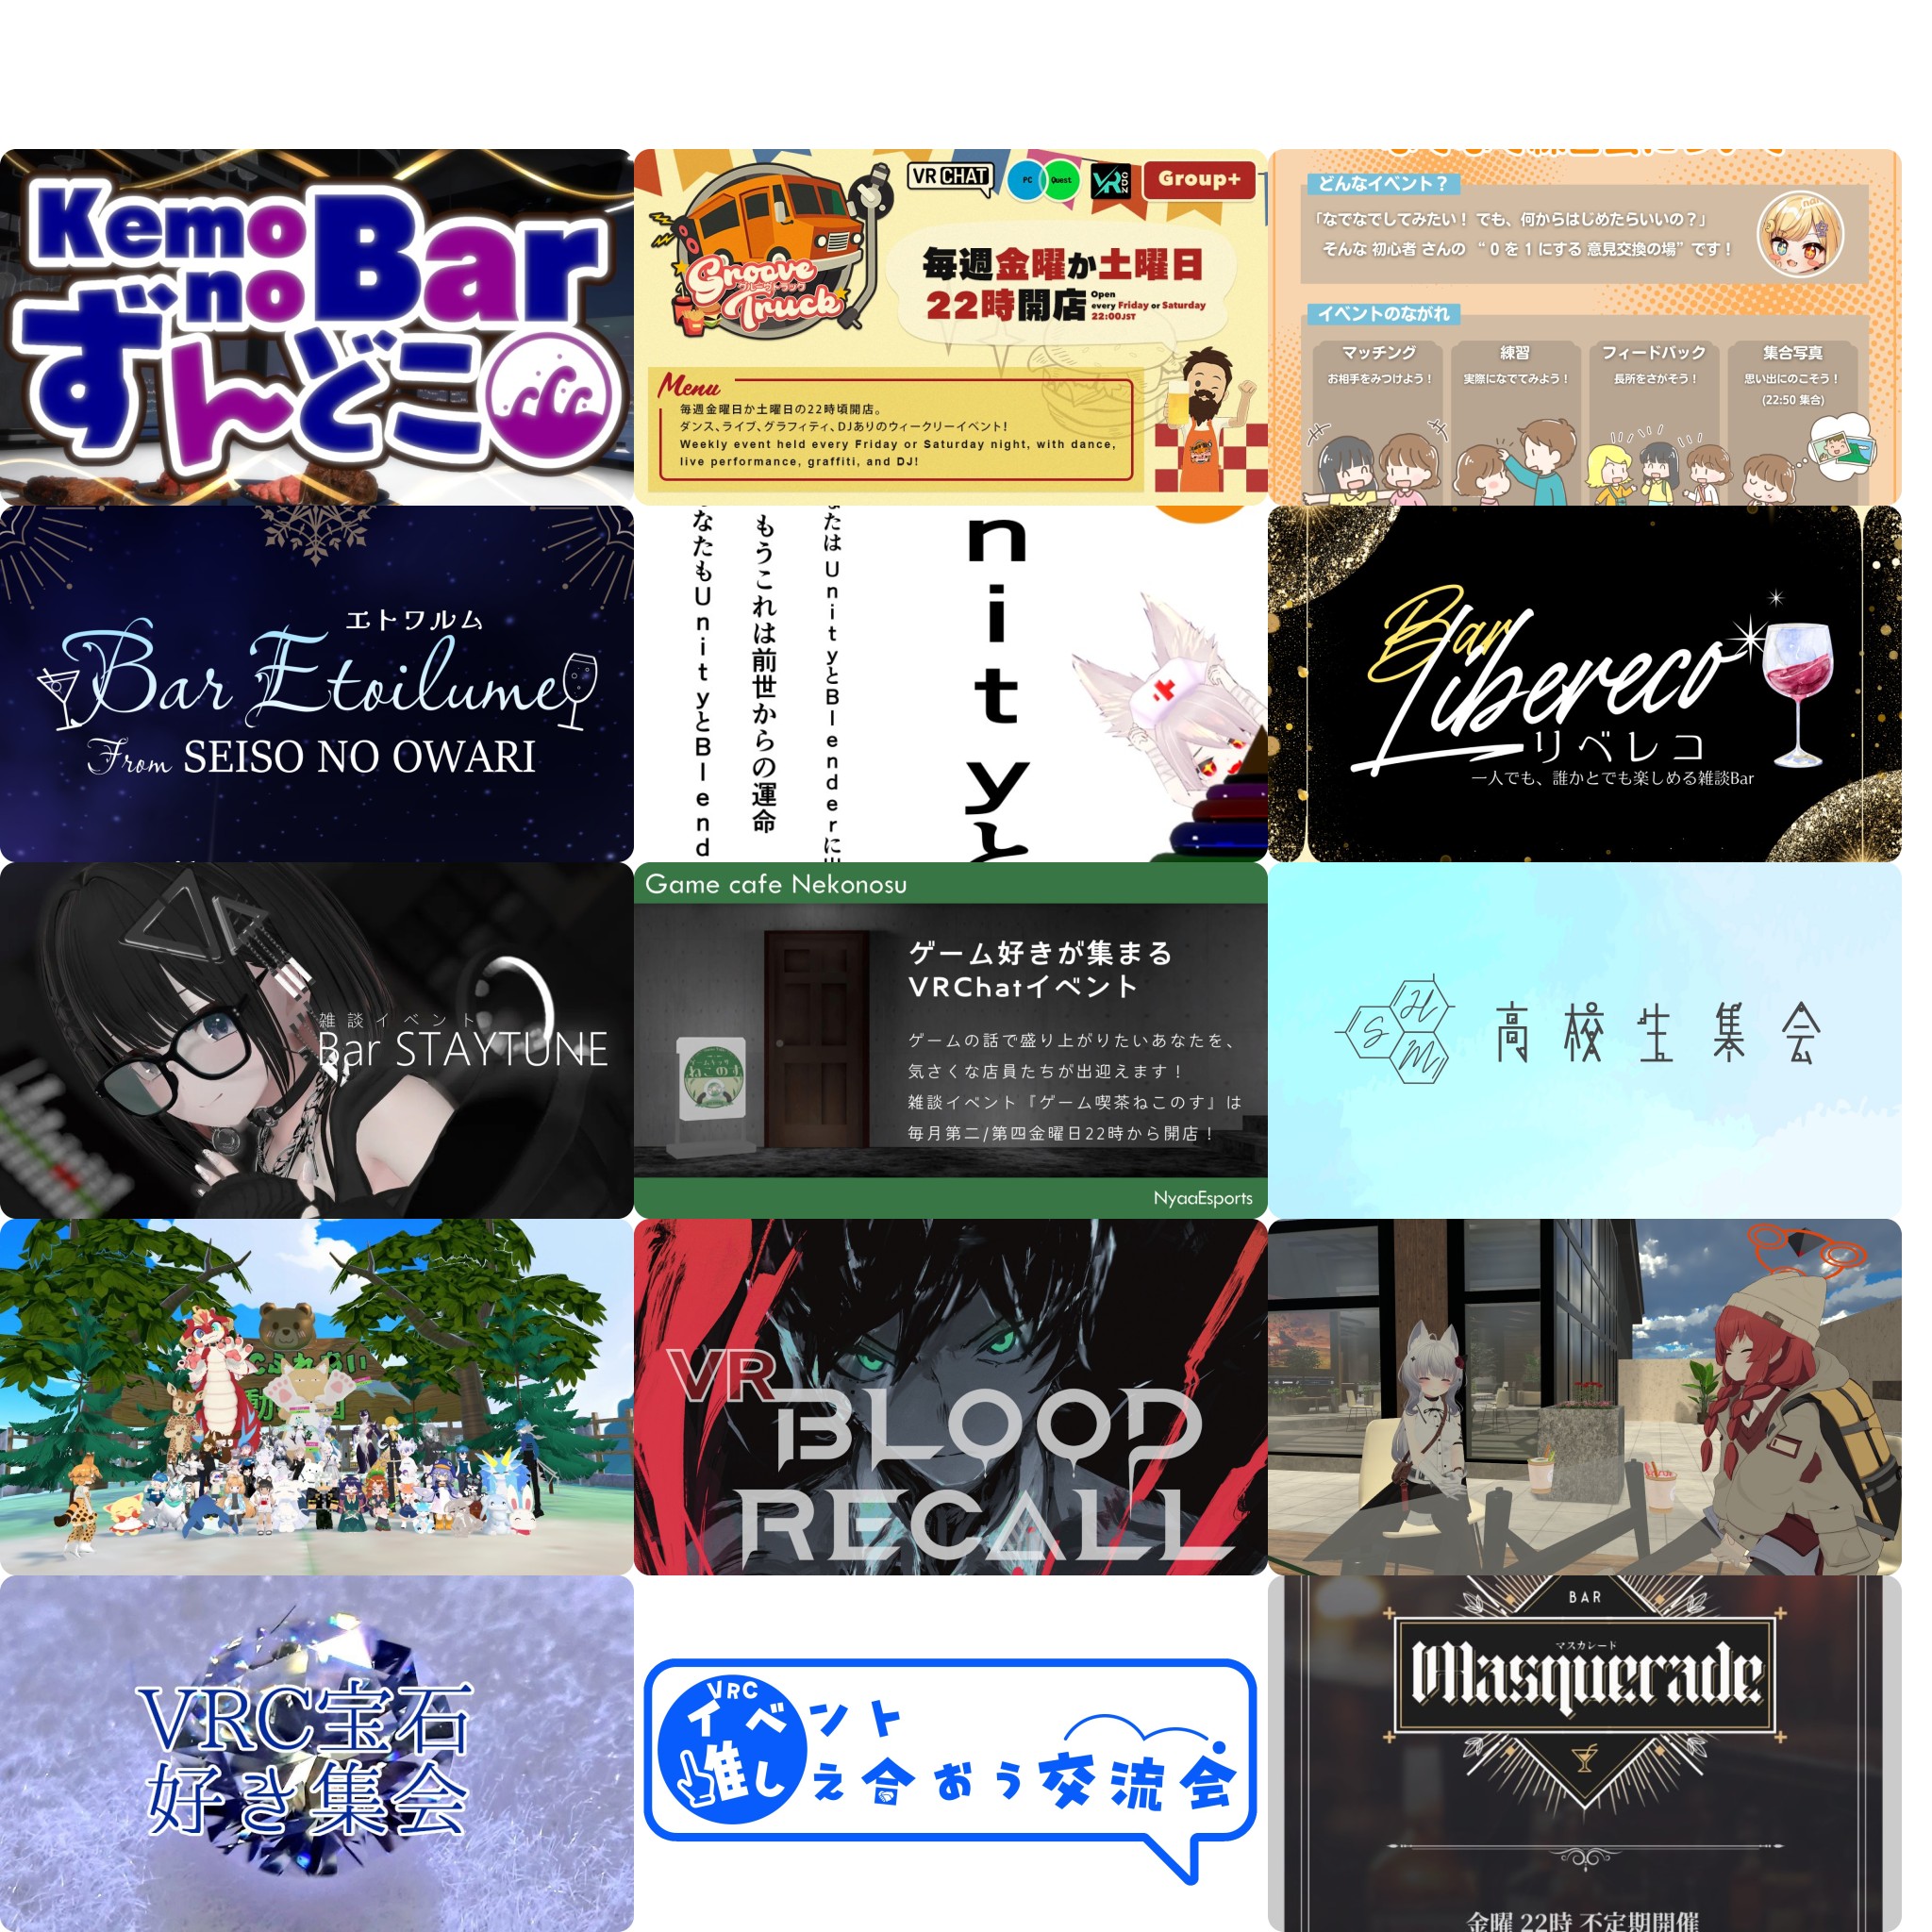 Kemo
no Bar
ずんどこ
VRCHAT
PC
Quest
VR
ZOO
Group+
Groove
グルーヴトラック
Truck
毎週金曜か土曜日
22時開店
Open
every Friday or Saturday
22:00JST
Menu
毎週金曜日か土曜日の22時頃開店。
ダンス、ライブ、グラフィティ、DJありのウィークリーイベント!
Weekly event held every Friday or Saturday night, with dance,
live performance, graffiti, and DJ!
どんなイベント?
「なでなでしてみたい! でも、何からはじめたらいいの?」
そんな 初心者 さんの “ 0 を 1 にする 意見交換の場” です!
イベントのながれ
マッチング
お相手をみつけよう!
練習
実際になでてみよう!
フィードバック
長所をさがそう!
集合写真
思い出にのこそう!
(22:50 集合)
エトワルム
Bar Etoilume
From SEISO NO OWARI
nityと
たは UnityとBlenderに
もうこれは前世からの運命
なたもUnityとBlend
Bar
Libereco
リベレコ
一人でも、誰かとでも楽しめる雑談Bar
雑談イベント
Bar STAYTUNE
Game cafe Nekonosu
ゲーム好きが集まる
VRChatイベント
ゲームの話で盛り上がりたいあなたを、
気さくな店員たちが出迎えます!
雑談イベント『ゲーム喫茶ねこのす』は
毎月第二/第四金曜日22時から開店!
ねこのす
NyaaEsports
SHM
高校生集会
Cふれあい
動 園
VR
BLOOD
RECALL
VRC宝石
好き集会
VRC
イベント
推しえ合おう交流会
BAR
マスカレード
Masquerade
金曜 22時 不定期開催